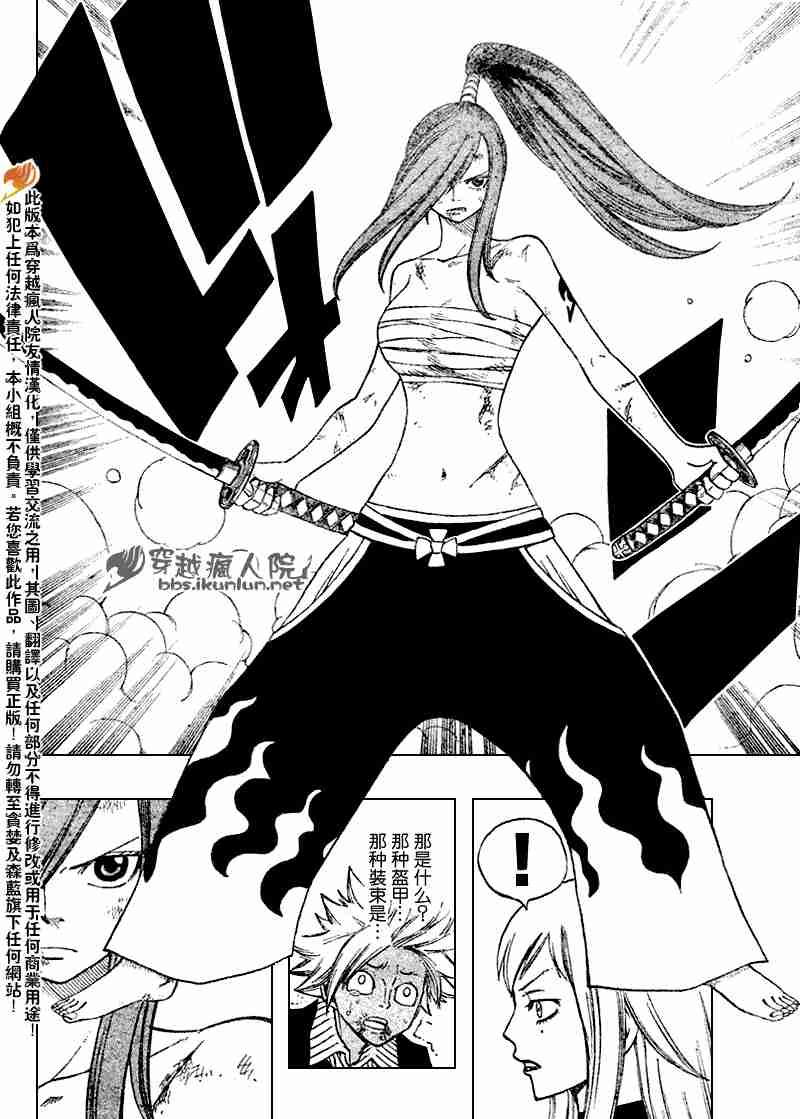 此版本爲穿越瘋人院友情漢化，僅供學習交流之用，其圖、翻譯以及任何部分不得進行修改或用于任何商業用途！
如犯上任何法律責任，本小組概不負責。若您喜歡此作品，請購買正版！請勿轉至貪婪及森藍旗下任何網站！
穿越瘋人院
bbs.ikunlun.net
！
那是什么？
那种盔甲…
那种裝束是…